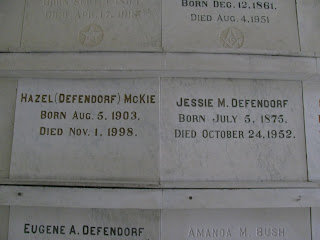 BORN DEC. 12, 1861.
DIED AUG. 4, 1951
HAZEL (DEFENDORF) MCKIE
BORN AUG. 5, 1903.
DIED NOV. 1, 1998.
JESSIE M. DEFENDORF
BORN JULY 5, 1875.
DIED OCTOBER 24, 1952.
EUGENE A. DEFENDORF
AMANDA M. BUSH